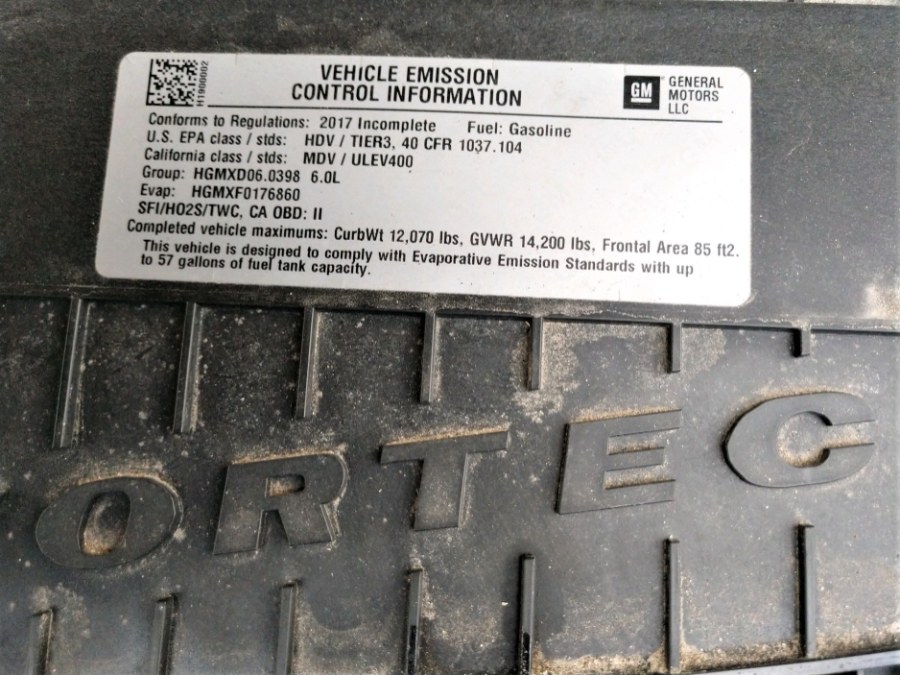 VEHICLE EMISSION
CONTROL INFORMATION
H1900002
GM
GENERAL
MOTORS
LLC
Conforms to Regulations: 2017 Incomplete Fuel: Gasoline
U.S. EPA class / stds: HDV / TIER3, 40 CFR 1037.104
California class / stds: MDV / ULEV400
Group: HGMXD06.0398 6.0L
Evap: HGMXF0176860
SFI/HO2S/TWC, CA OBD: II
Completed vehicle maximums: CurbWt 12,070 lbs, GVWR 14,200 lbs, Frontal Area 85 ft2.
This vehicle is designed to comply with Evaporative Emission Standards with up
to 57 gallons of fuel tank capacity.
ORTEC